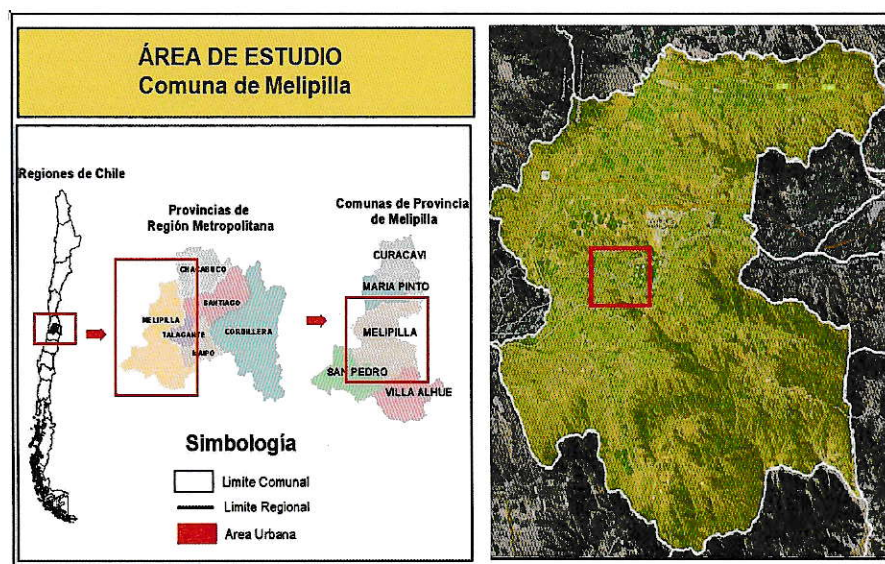 ÁREA DE ESTUDIO
Comuna de Melipilla
Regiones de Chile
Provincias de
Región Metropolitana
CHACABUCO
SANTIAGO
MELIPILLA
TALAGANTE
CORDILLERA
MAIPO
Comunas de Provincia
de Melipilla
CURACAVI
MARIA PINTO
MELIPILLA
SAN PEDRO
VILLA ALHUE
Simbología
Limite Comunal
Limite Regional
Area Urbana